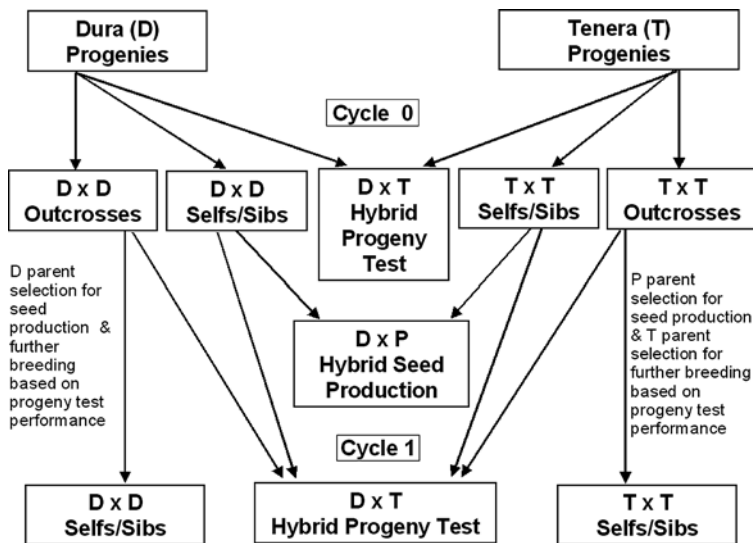 Dura (D)
Progenies
Tenera (T)
Progenies
Cycle 0
D x D
Outcrosses
D x D
Selfs/Sibs
D x T
Hybrid
Progeny
Test
T x T
Selfs/Sibs
T x T
Outcrosses
D parent
selection for
seed
production &
further
breeding
based on
progeny test
performance
D x P
Hybrid Seed
Production
P parent
selection for
seed production
& T parent
selection for
further breeding
based on
progeny test
performance
Cycle 1
D x D
Selfs/Sibs
D x T
Hybrid Progeny Test
T x T
Selfs/Sibs